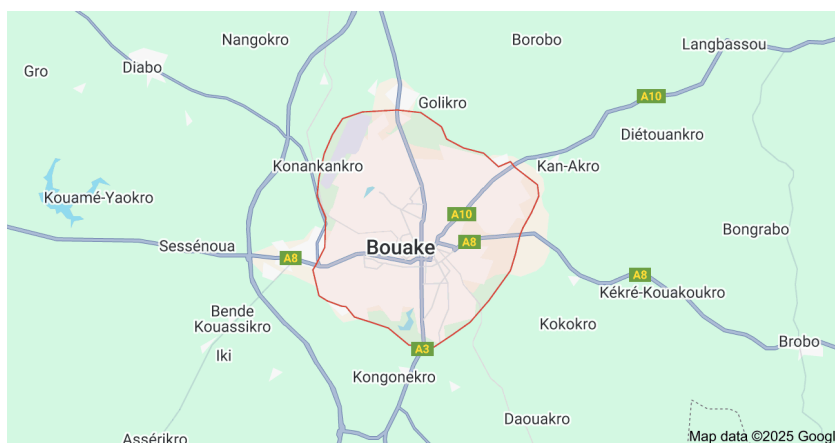 Nangokro
Borobo
Langbassou
Gro
Diabo
A10
Golikro
Diétouankro
Konankankro
Kan-Akro
Kouamé-Yaokro
A10
Bongrabo
Sessénoua
Bouake
A8
A8
A8
Kékré-Kouakoukro
Bende
Kouassikro
Kokokro
Iki
A3
Brobo
Kongonekro
Daouakro
Assérikro
Map data ©2025 Googl